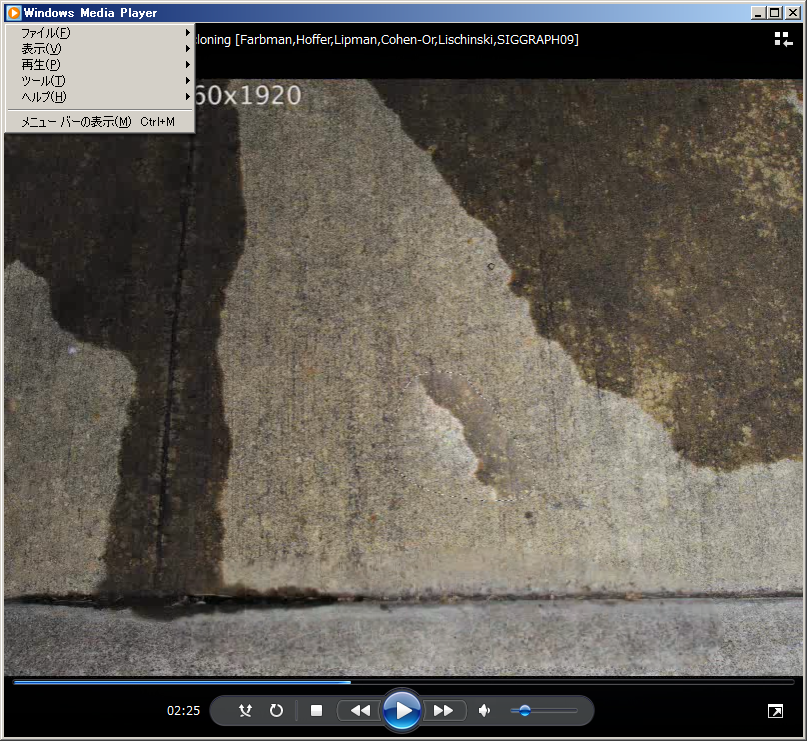 Windows Media Player
ファイル(F)
loning [Farbman,Hoffer,Lipman,Cohen-Or,Lischinski,SIGGRAPH09]
表示(V)
再生(P)
ツール(T)
ヘルプ(H)
60x1920
メニュー バーの表示(M) Ctrl+M
02:25